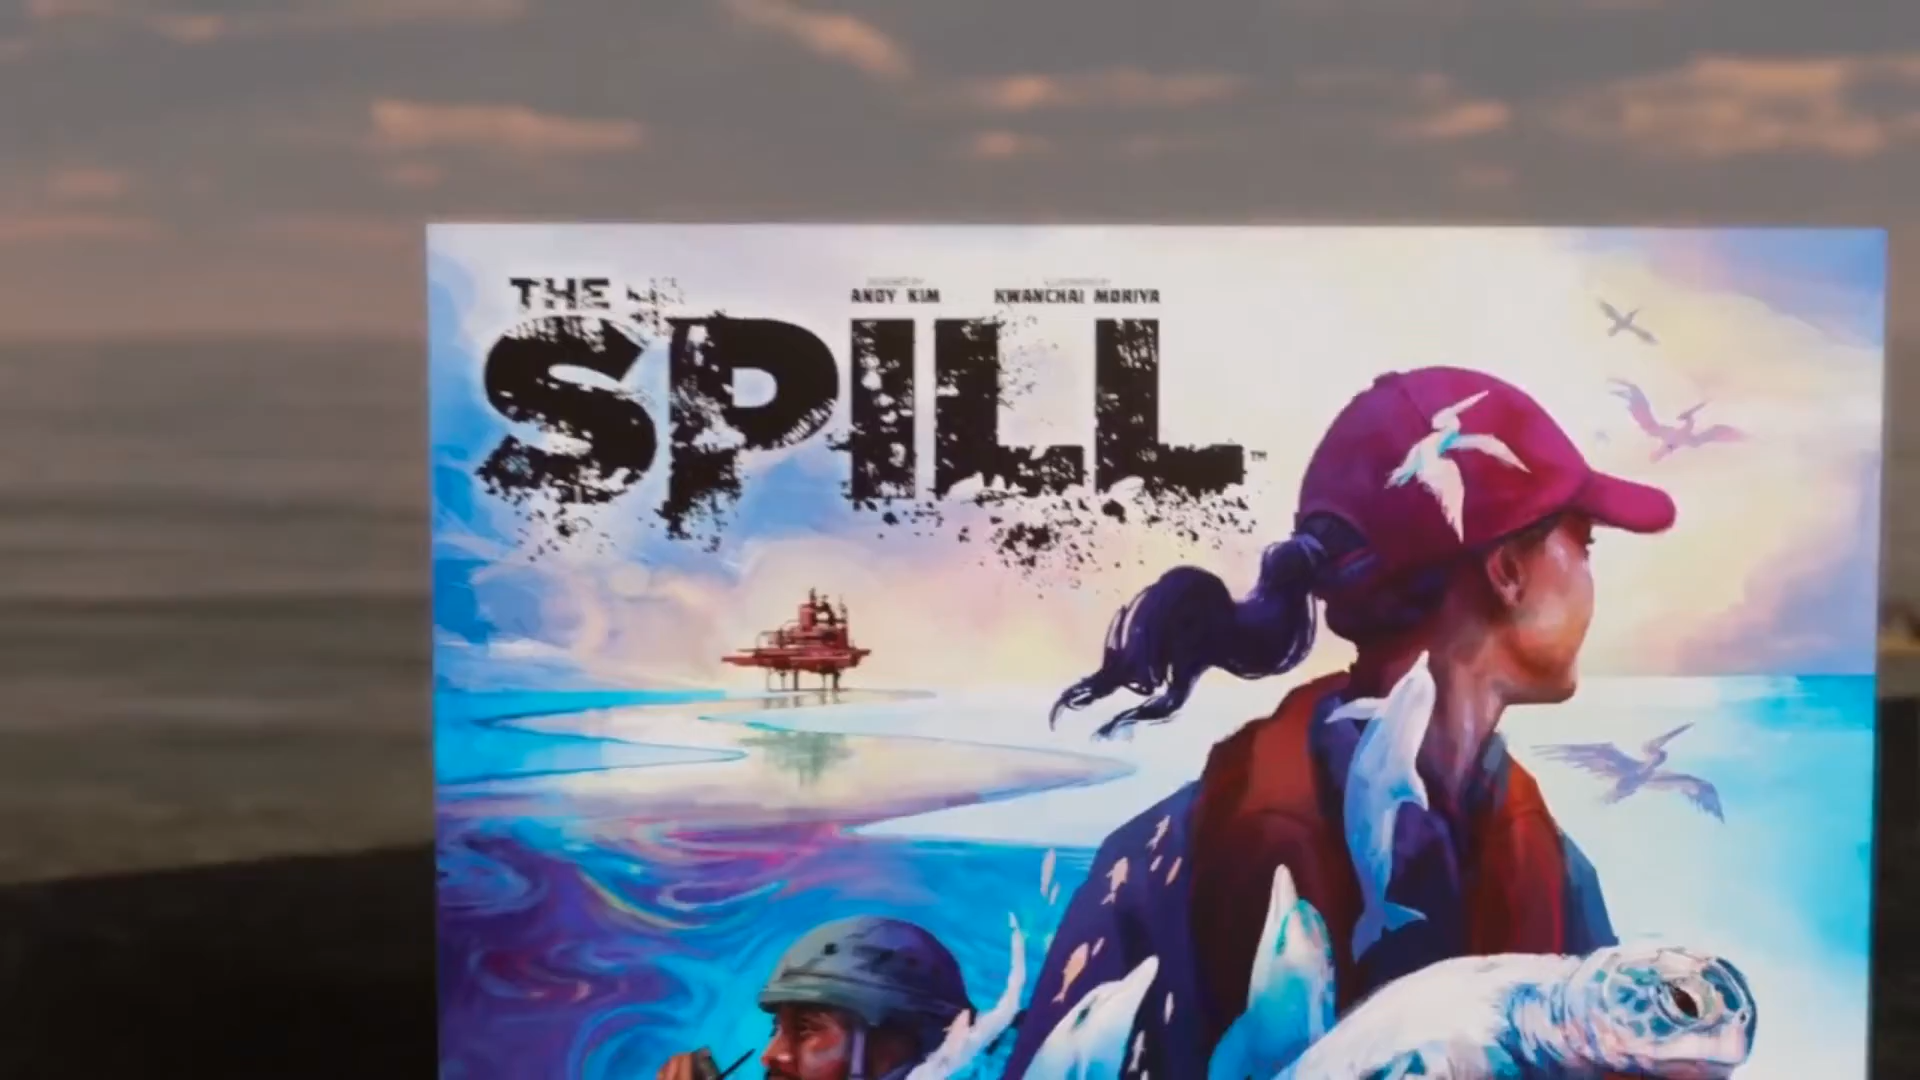 THE
ANDY KIM KWANCHAI MORIYA
SPILL™